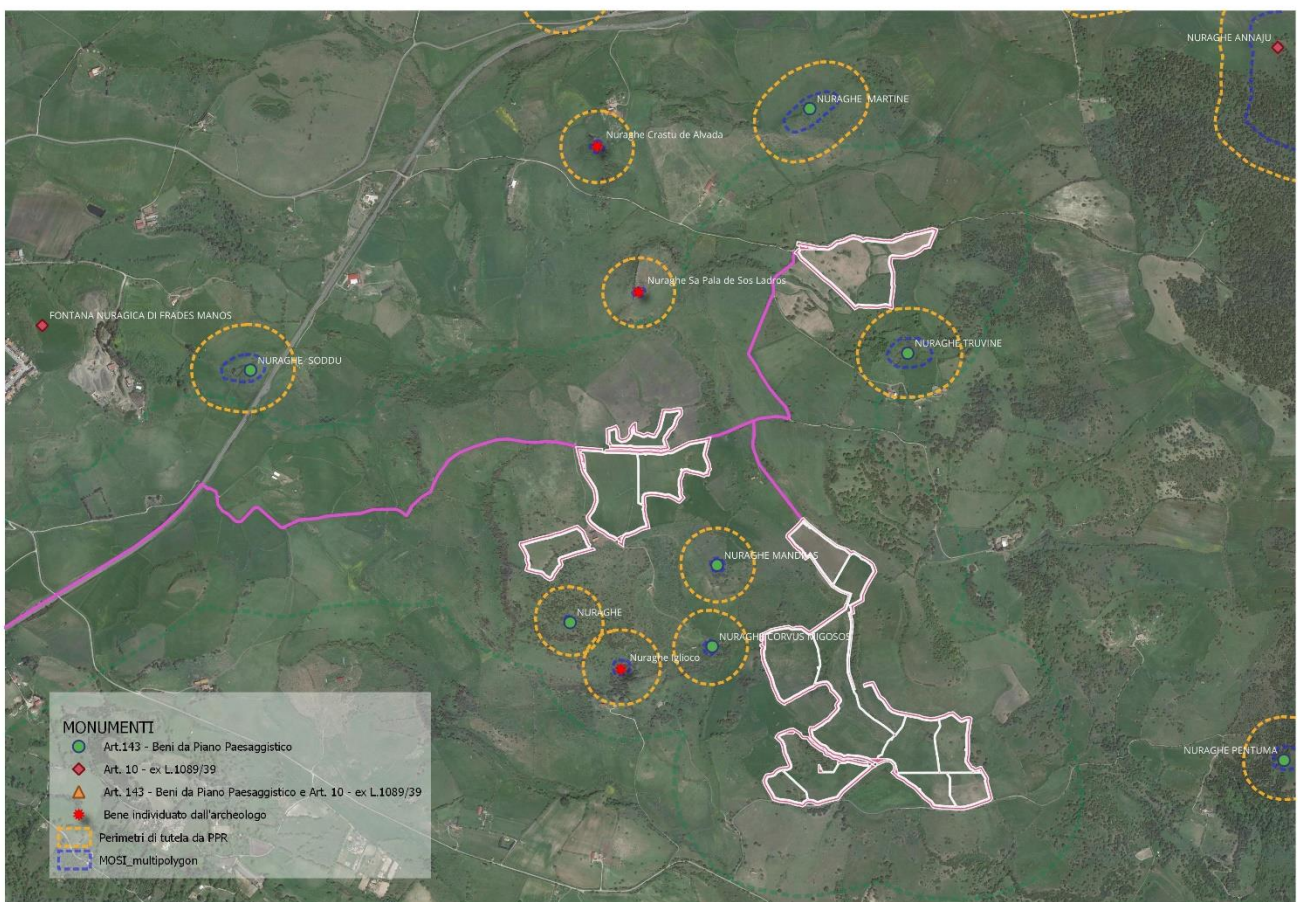 NURAGHE ANNAJU
NURAGHE MARTINE
Nuraghe Crastu de Alvada
Nuraghe Sa Pala de Sos Ladros
FONTANA NURAGICA DI FRADES MANOS
NURAGHE TRUVINE
NURAGHE SODDU
NURAGHE MANDRAS
NURAGHE
NURAGHE CORVUS NIGOSOS
Nuraghe Iglioco
NURAGHE PENTUMA
MONUMENTI
Art.143 - Beni da Piano Paesaggistico
Art. 10 - ex L.1089/39
Art. 143 - Beni da Piano Paesaggistico e Art. 10 - ex L.1089/39
Bene individuato dall'archeologo
Perimetri di tutela da PPR
MOSI_multipolygon